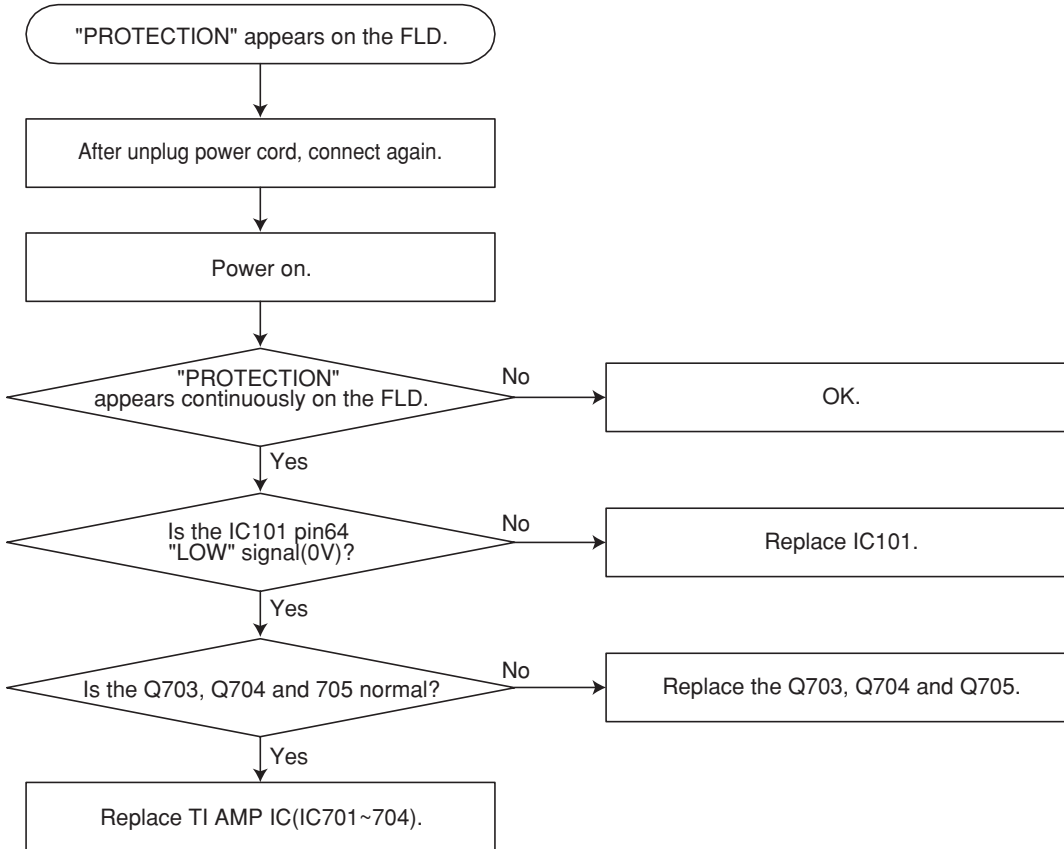 "PROTECTION" appears on the FLD.
After unplug power cord, connect again.
Power on.
"PROTECTION"
appears continuously on the FLD.
No
OK.
Yes
Is the IC101 pin64
"LOW" signal(0V)?
No
Replace IC101.
Yes
Is the Q703, Q704 and 705 normal?
No
Replace the Q703, Q704 and Q705.
Yes
Replace TI AMP IC(IC701~704).